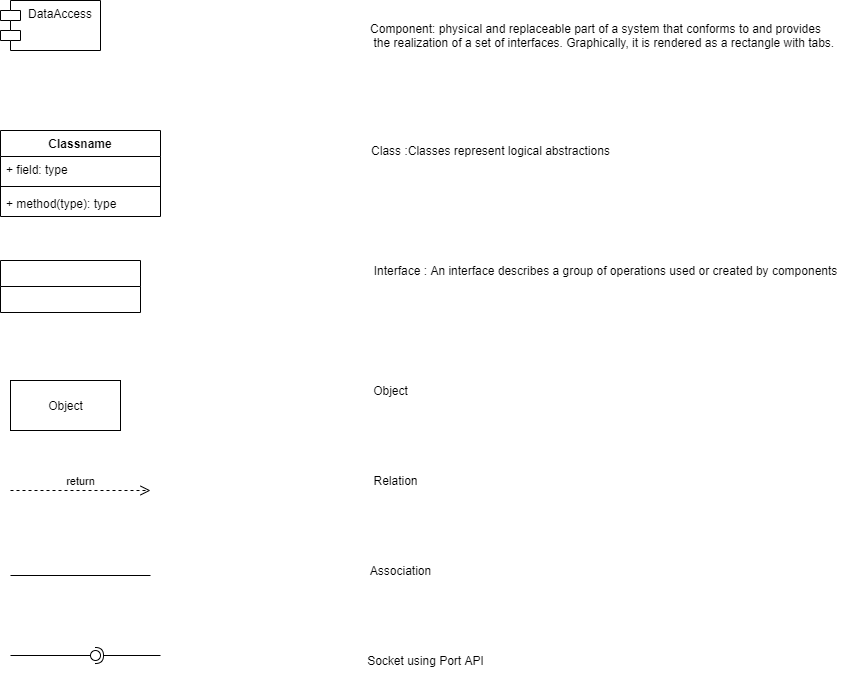 DataAccess
Component: physical and replaceable part of a system that conforms to and provides
the realization of a set of interfaces. Graphically, it is rendered as a rectangle with tabs.
Classname
+ field: type
+ method(type): type
Class :Classes represent logical abstractions
Interface : An interface describes a group of operations used or created by components
Object
Object
return
Relation
Association
Socket using Port API